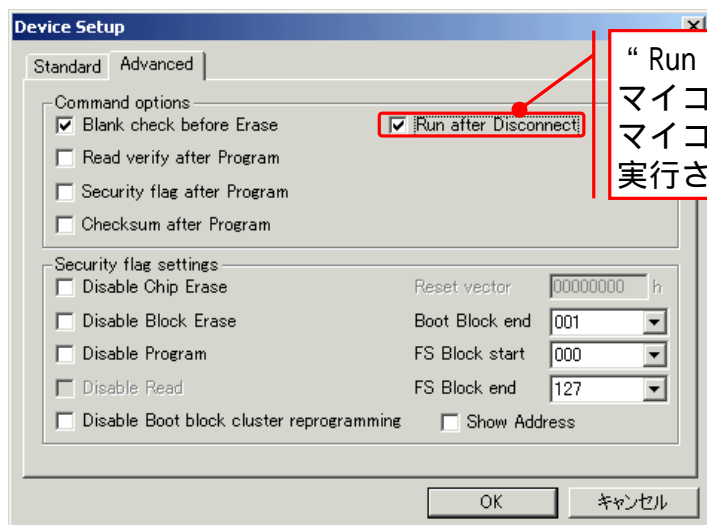 Device Setup
Standard
Advanced
Command options
Blank check before Erase
Run after Disconnect
Read verify after Program
Security flag after Program
Checksum after Program
“Run
マイコ
マイコ
実行さ
Security flag settings
Disable Chip Erase
Reset vector 00000000 h
Disable Block Erase
Boot Block end 001
Disable Program
FS Block start 000
Disable Read
FS Block end 127
Disable Boot block cluster reprogramming
Show Address
OK
キャンセル